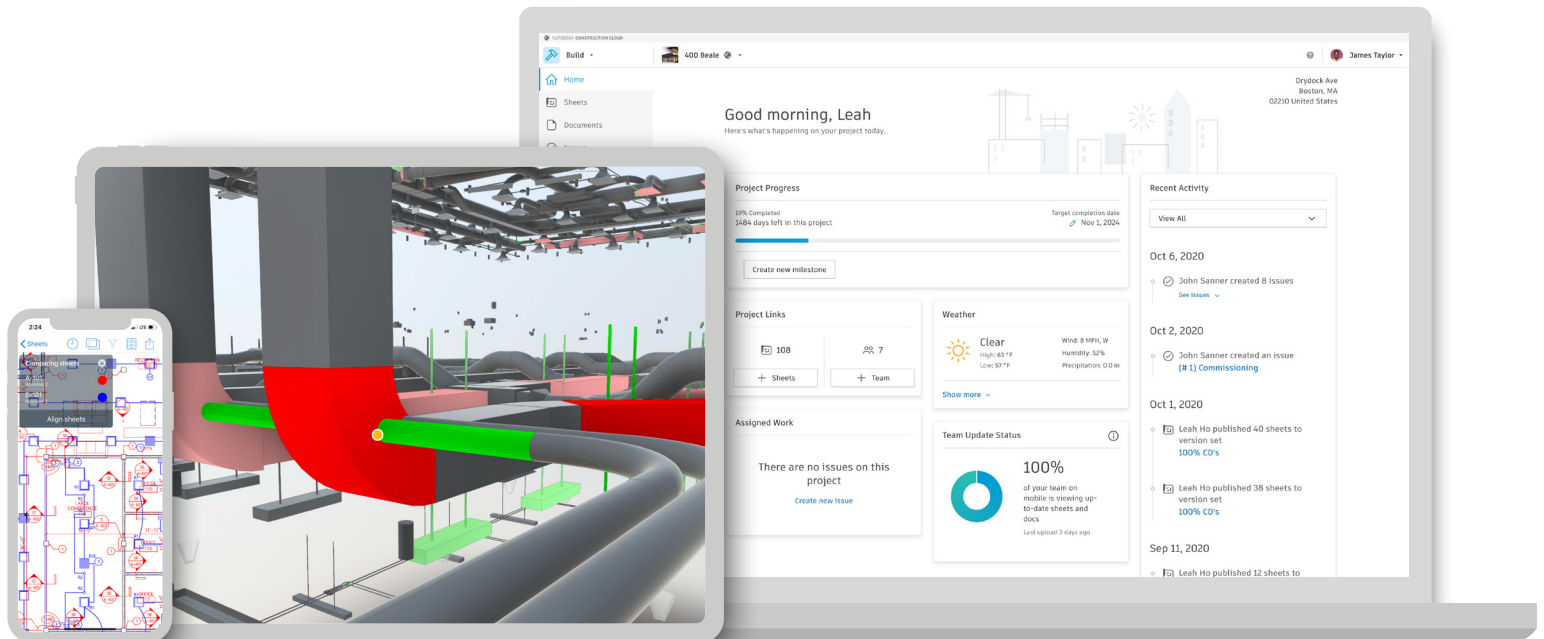 AUTODESK CONSTRUCTION CLOUD
Build
400 Beale
James Taylor
Home
Sheets
Documents
Good morning, Leah
Here's what's happening on your project today.
Drydock Ave
Boston, MA
02210 United States
Project Progress
19% Completed
1484 days left in this project
Target completion date
Nov 1, 2024
Create new milestone
Project Links
108
7
+ Sheets
+ Team
Assigned Work
There are no issues on this
project
Create new issue
Weather
Clear
High: 63 °F
Low: 57 °F
Wind: 8 MPH, W
Humidity: 52%
Precipitation: 0.0 in
Show more
Team Update Status
100%
of your team on
mobile is viewing up-
to-date sheets and
docs
Last upload 3 days ago
Recent Activity
View All
Oct 6, 2020
John Sanner created 8 issues
See issues
Oct 2, 2020
John Sanner created an issue
(# 1) Commissioning
Oct 1, 2020
Leah Ho published 40 sheets to
version set
100% CD's
Leah Ho published 38 sheets to
version set
100% CD's
Sep 11, 2020
Leah Ho published 12 sheets to
2:24
LTE
Sheets
Comparing sheets
A-101
Align sheets
LARGE
CONFERENCE
OFFICE